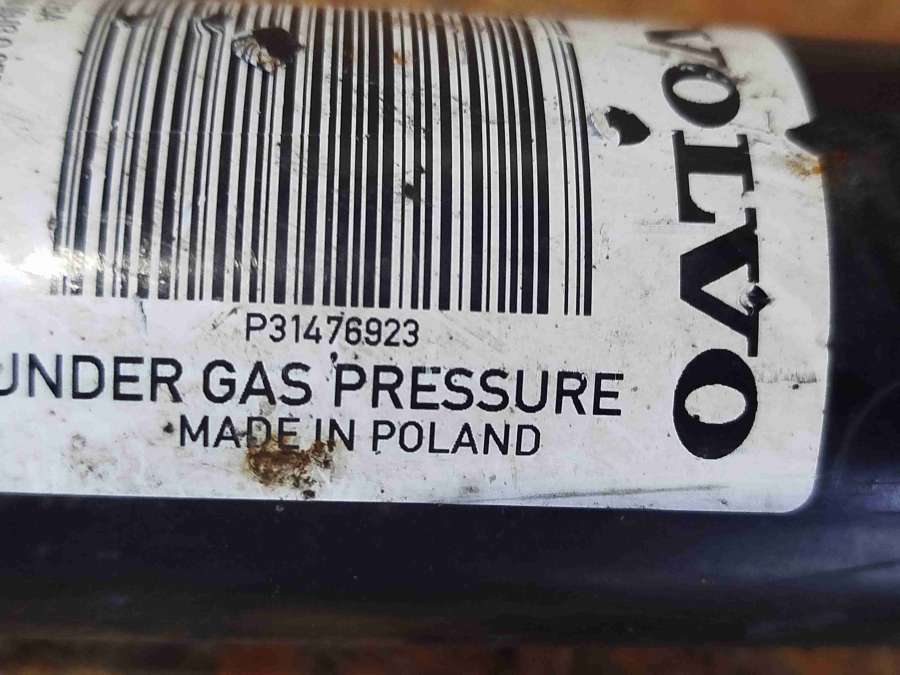 P31476923
UNDER GAS PRESSURE
MADE IN POLAND
VOLVO